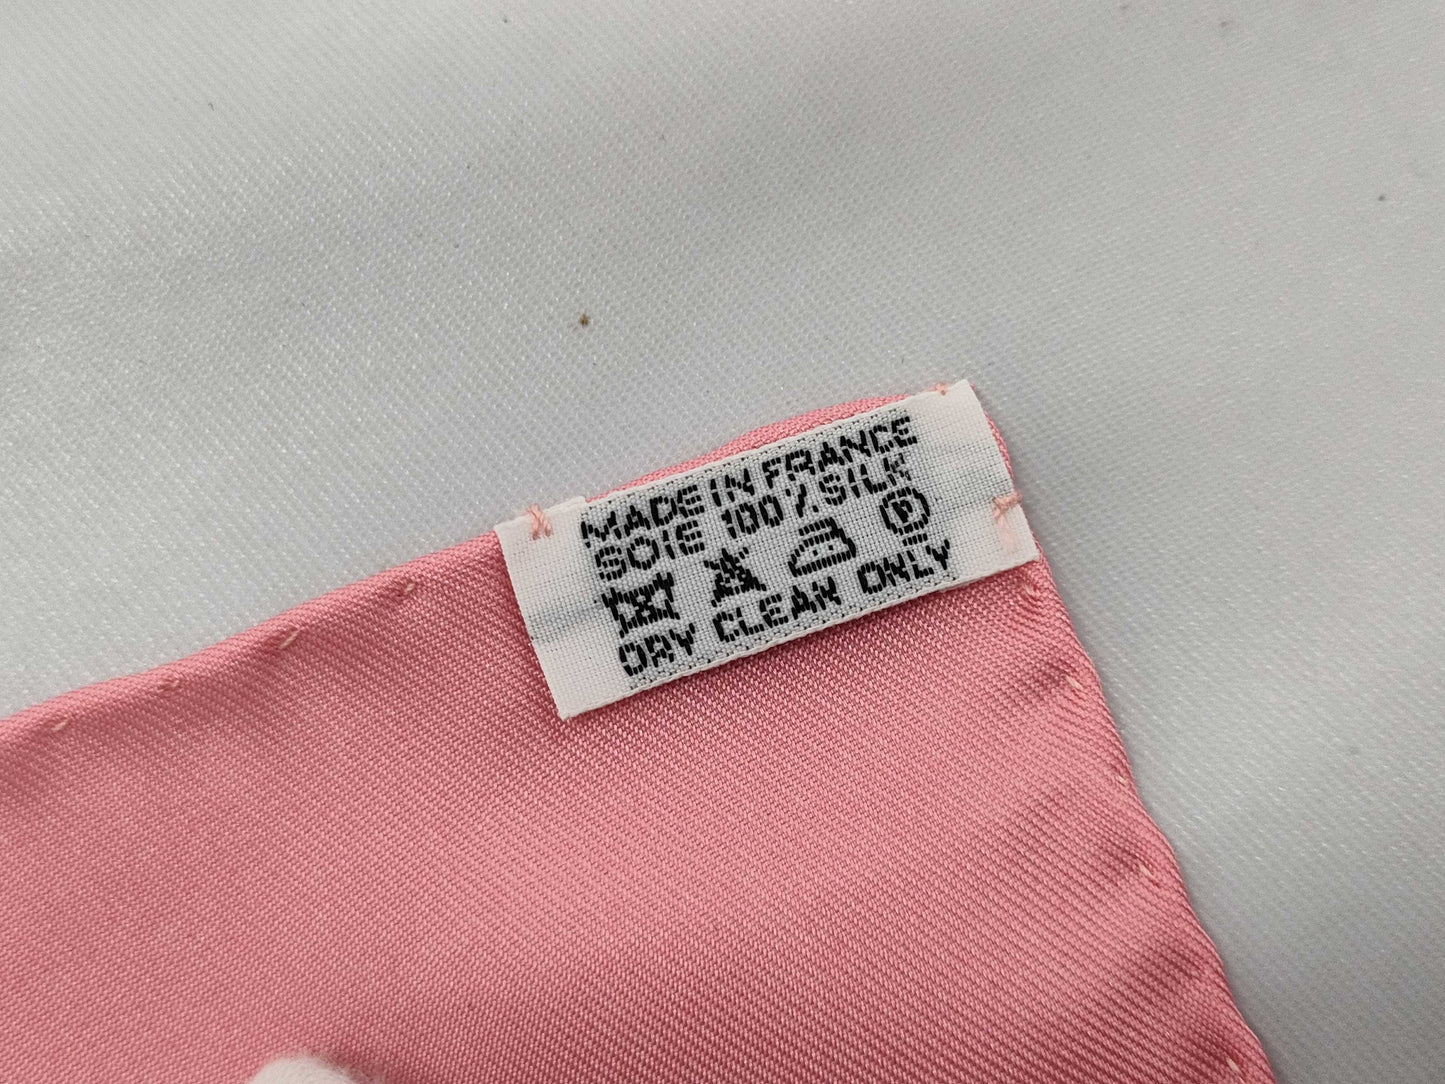 MADE IN FRANCE
SOIE 100% SILK
P
DRY CLEAN ONLY